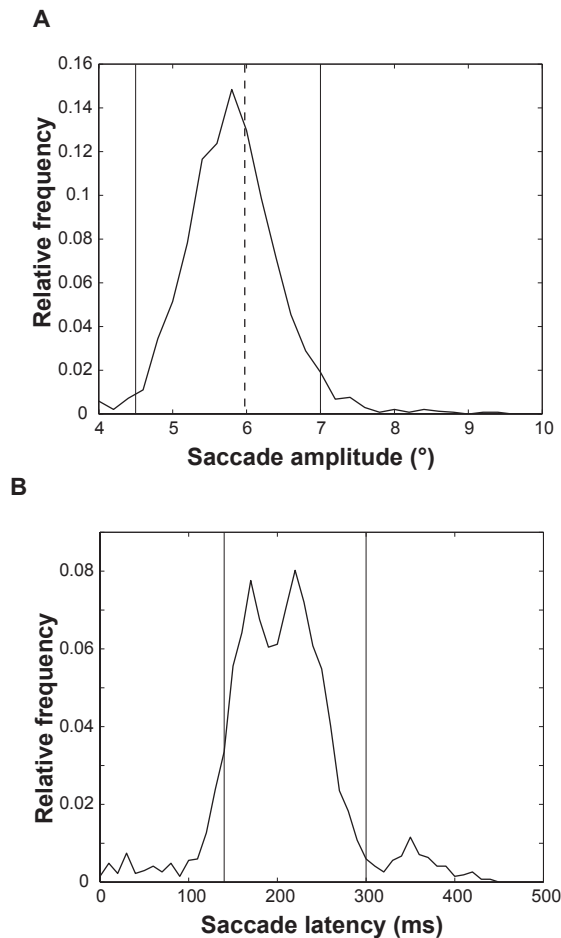 A
0.16
0.14
0.12
0.1
0.08
0.06
0.04
0.02
0
Relative frequency
4 5 6 7 8 9 10
Saccade amplitude (°)
B
0.08
0.06
0.04
0.02
0
Relative frequency
0 100 200 300 400 500
Saccade latency (ms)